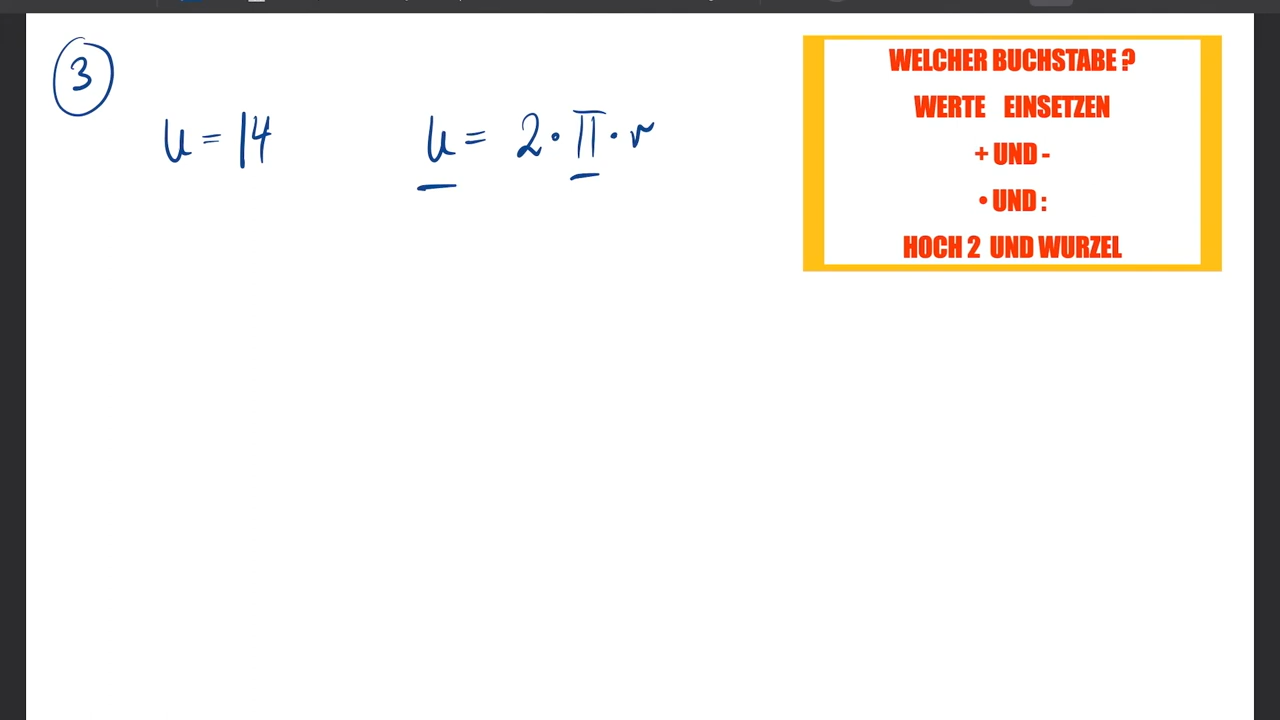 3
u = 14
u = 2 · π · r
WELCHER BUCHSTABE ?
WERTE EINSETZEN
+ UND -
• UND :
HOCH 2 UND WURZEL